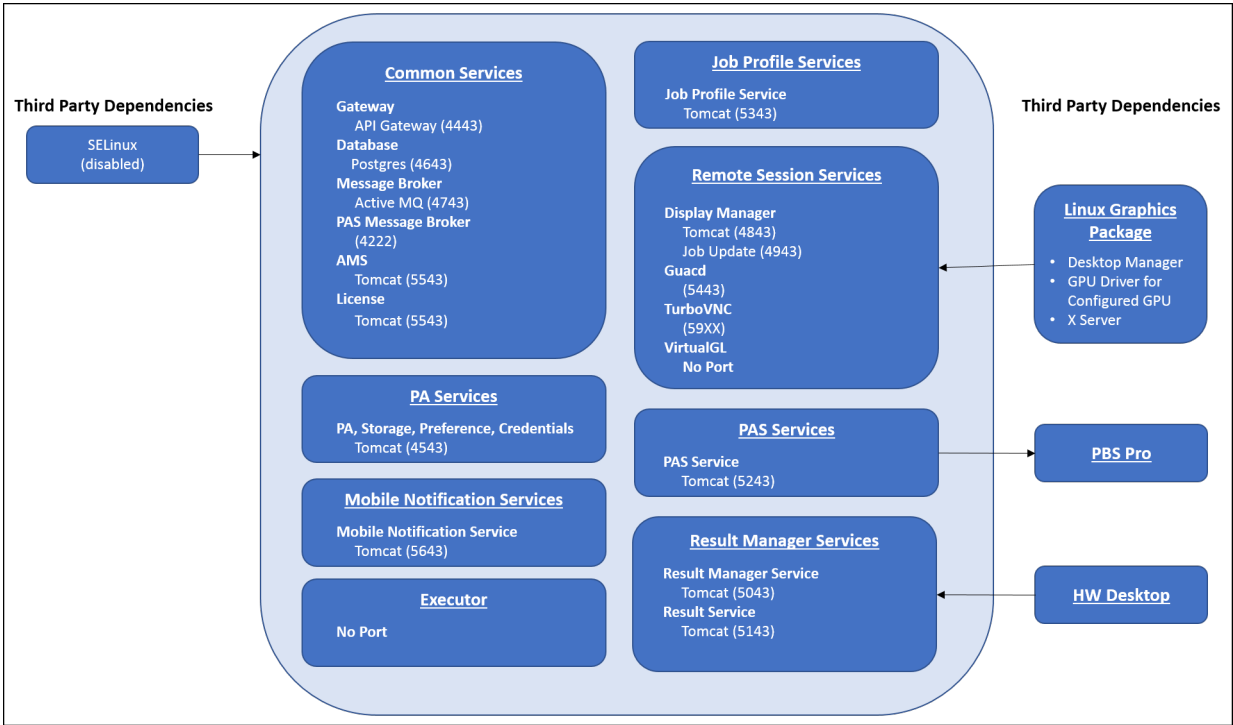 Third Party Dependencies
SELinux
(disabled)
Common Services
Gateway
API Gateway (4443)
Database
Postgres (4643)
Message Broker
Active MQ (4743)
PAS Message Broker
(4222)
AMS
Tomcat (5543)
License
Tomcat (5543)
PA Services
PA, Storage, Preference, Credentials
Tomcat (4543)
Mobile Notification Services
Mobile Notification Service
Tomcat (5643)
Executor
No Port
Job Profile Services
Job Profile Service
Tomcat (5343)
Remote Session Services
Display Manager
Tomcat (4843)
Job Update (4943)
Guacd
(5443)
TurboVNC
(59XX)
VirtualGL
No Port
PAS Services
PAS Service
Tomcat (5243)
Result Manager Services
Result Manager Service
Tomcat (5043)
Result Service
Tomcat (5143)
Third Party Dependencies
Linux Graphics
Package
• Desktop Manager
• GPU Driver for
Configured GPU
• X Server
PBS Pro
HW Desktop